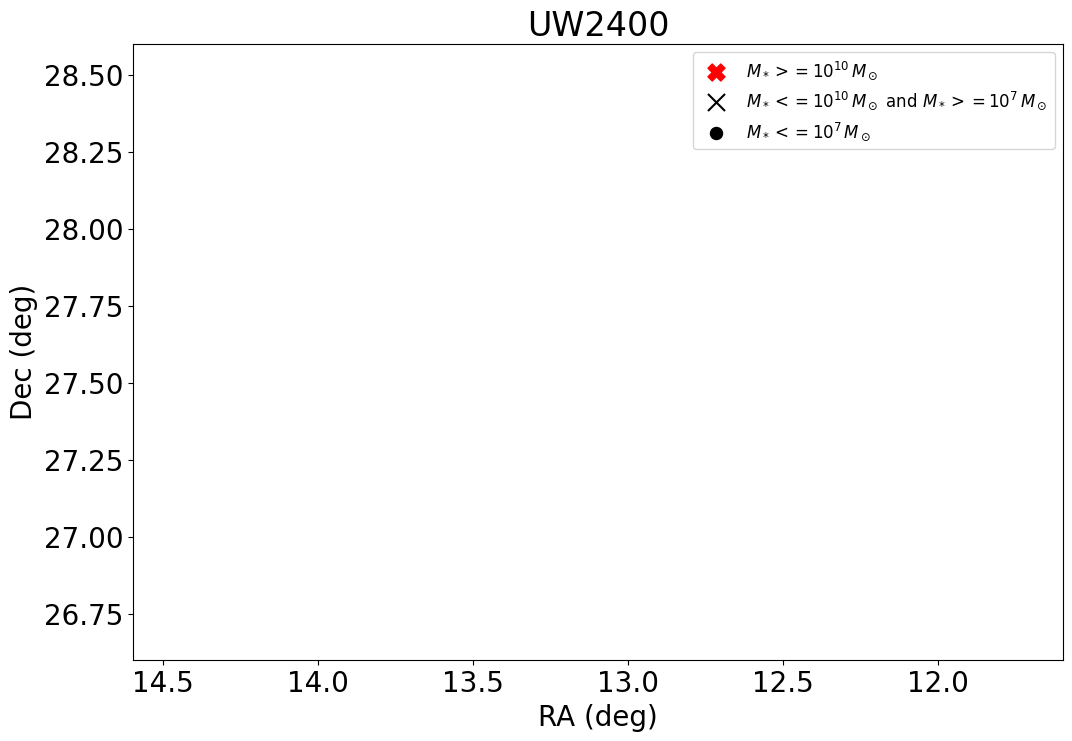 UW2400
28.50
28.25
28.00
27.75
27.50
27.25
27.00
26.75
Dec (deg)
M* >= 10^10 M⊙
M* <= 10^10 M⊙ and M* >= 10^7 M⊙
M* <= 10^7 M⊙
14.5 14.0 13.5 13.0 12.5 12.0
RA (deg)